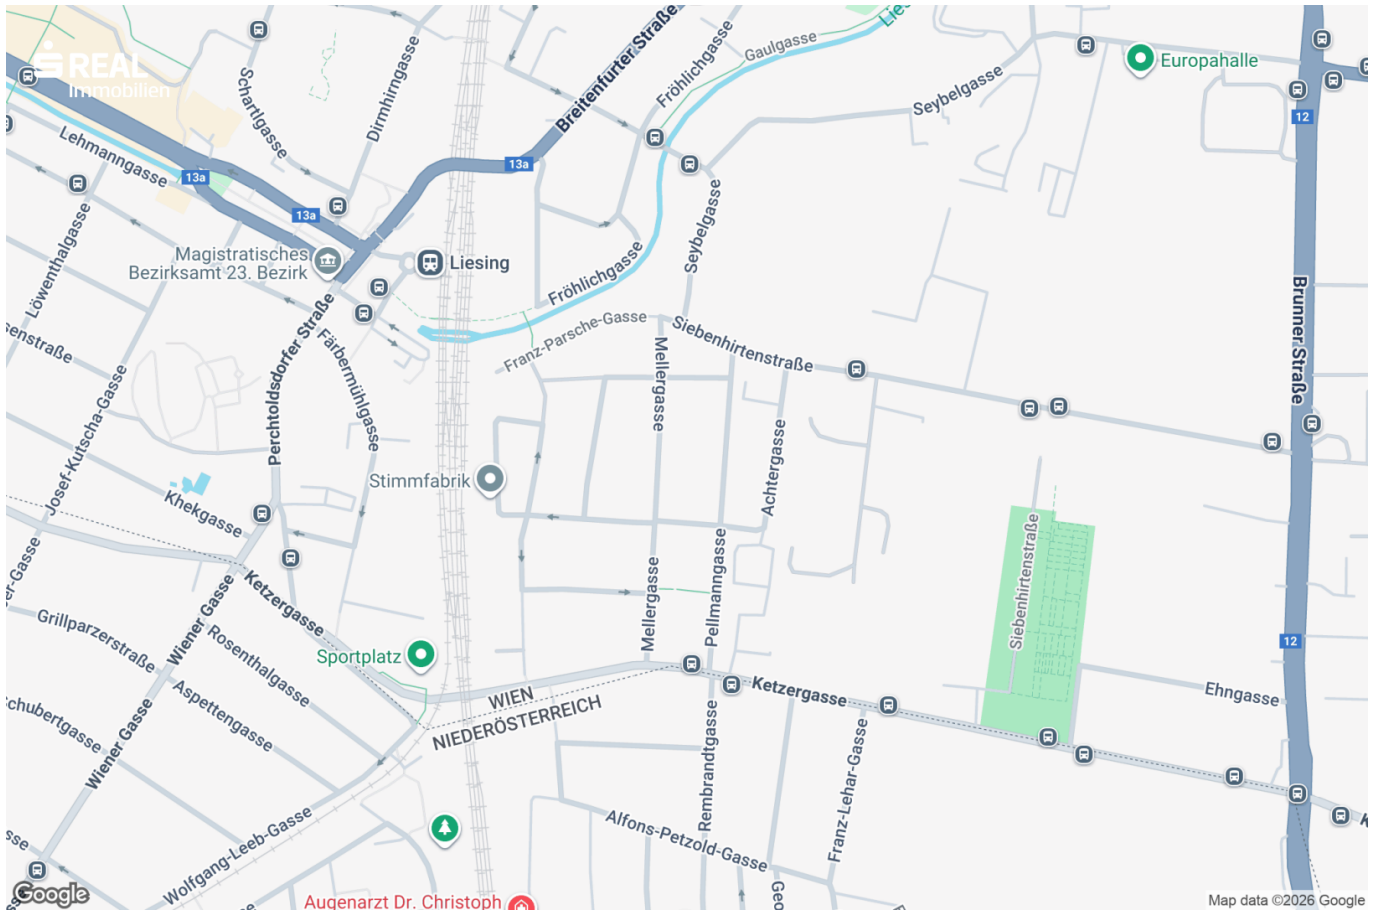 Breitenfurter Straße
Fröhlichgasse
Gaulgasse
Seybelgasse
Europahalle
12
REAL
Immobilien
Schartlgasse
Dirmhirngasse
13a
Lehmanngasse
13a
13a
Löwenthalgasse
Magistratisches
Bezirksamt 23. Bezirk
Liesing
Fröhlichgasse
Seybelgasse
Brunner Straße
Perchtoldsdorfer Straße
Färbermühlgasse
Franz-Parsche-Gasse
Siebenhirtenstraße
Mellergasse
Josef-Kutscha-Gasse
Achtergasse
Stimmfabrik
Khekgasse
Siebenhirtenstraße
Mellergasse
Pellmanngasse
Ketzergasse
Wiener Gasse
Grillparzerstraße
Rosenthalgasse
Sportplatz
12
Aspettengasse
WIEN
NIEDERÖSTERREICH
Ketzergasse
Ehngasse
Wiener Gasse
Rembrandtgasse
Franz-Lehar-Gasse
Alfons-Petzold-Gasse
Wolfgang-Leeb-Gasse
Augenarzt Dr. Christoph
Google
Map data ©2026 Google